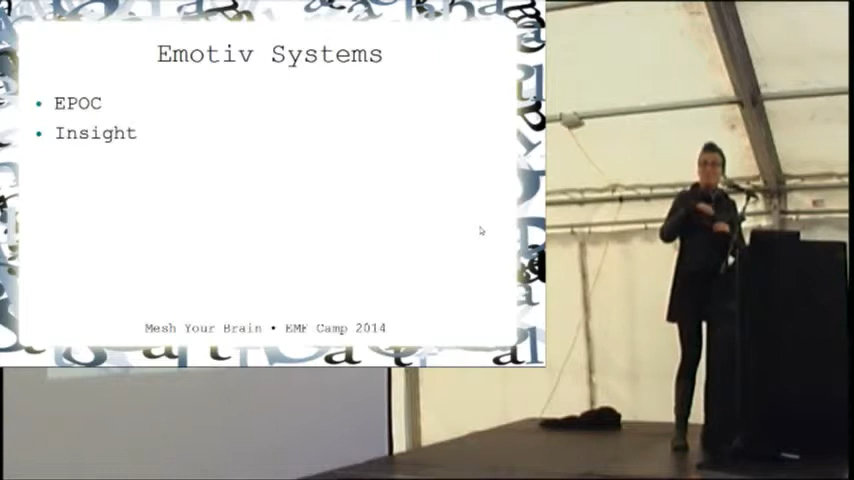 Emotiv Systems
• EPOC
• Insight
Mesh Your Brain • EMF Camp 2014